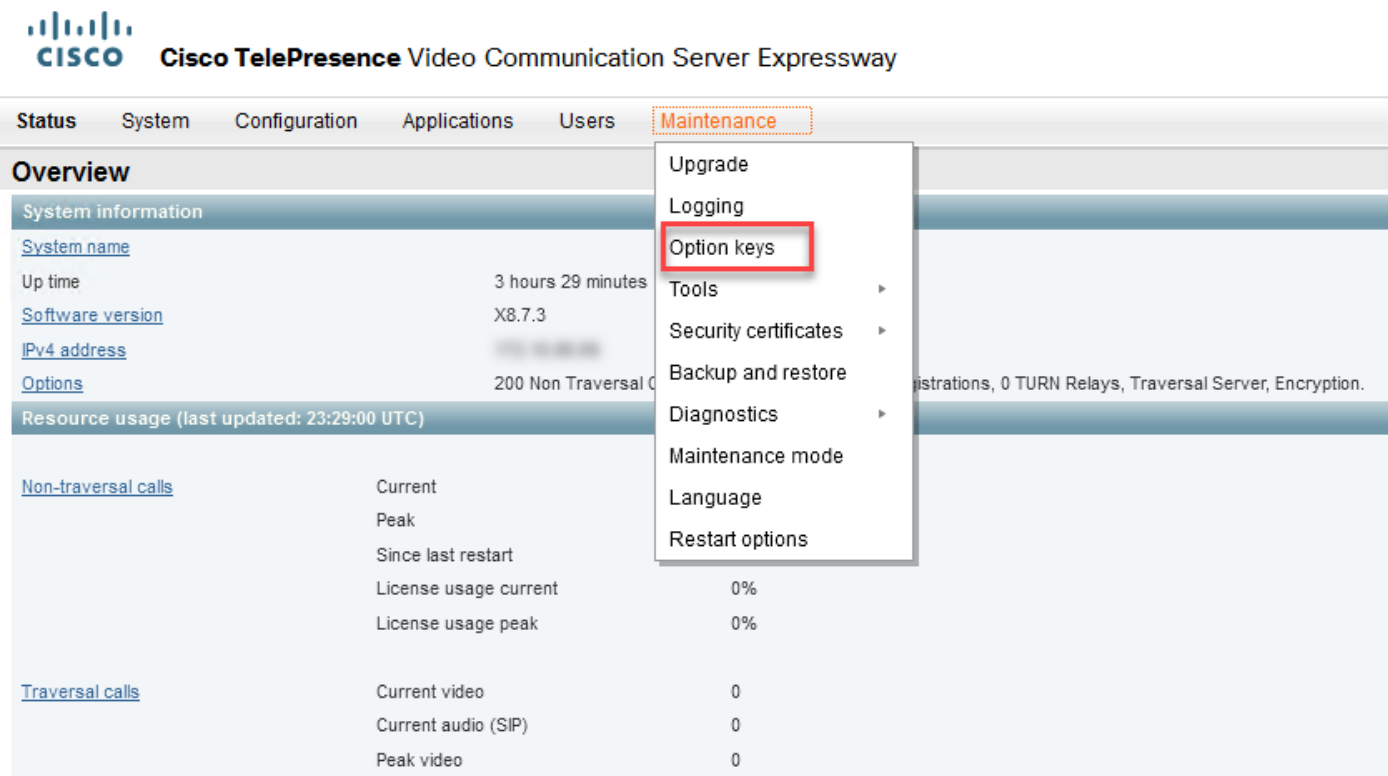 CISCO
Cisco TelePresence Video Communication Server Expressway
Status System Configuration Applications Users Maintenance
Overview
Upgrade
Logging
Option keys
Tools
Security certificates
Backup and restore
Diagnostics
Maintenance mode
Language
Restart options
System information
System name
Up time 3 hours 29 minutes
Software version X8.7.3
IPv4 address
Options 200 Non Traversal gistrations, 0 TURN Relays, Traversal Server, Encryption.
Resource usage (last updated: 23:29:00 UTC)
Non-traversal calls Current
Peak
Since last restart
License usage current 0%
License usage peak 0%
Traversal calls Current video 0
Current audio (SIP) 0
Peak video 0